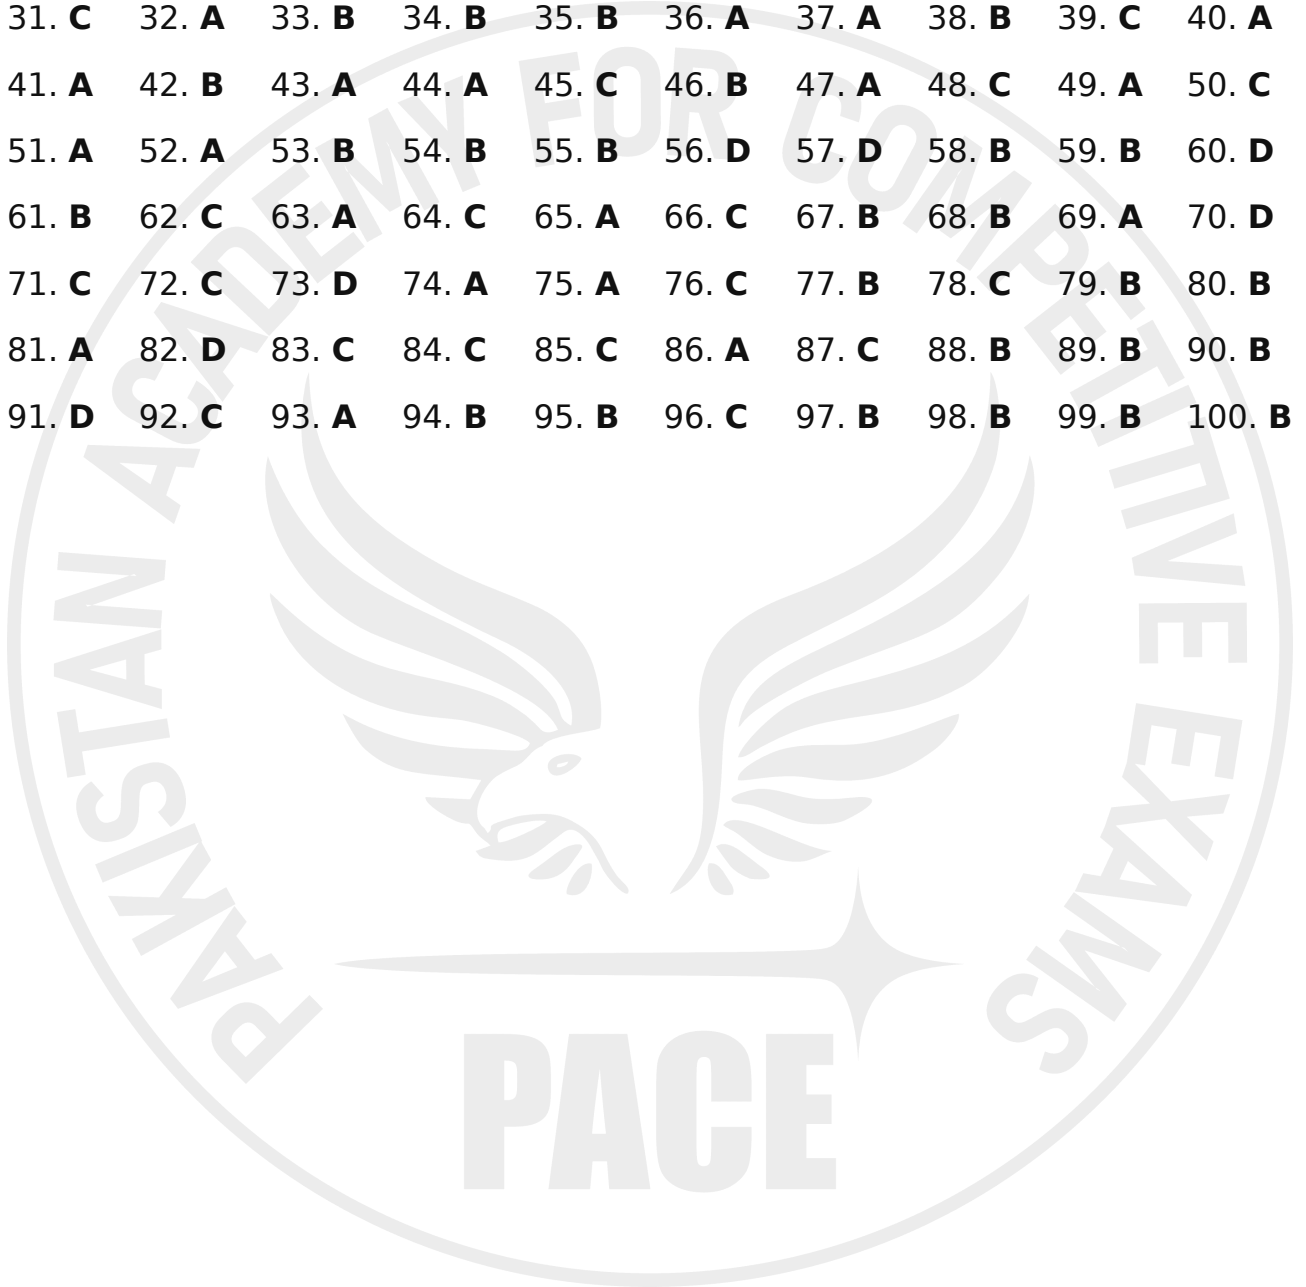 31. C 32. A 33. B 34. B 35. B 36. A 37. A 38. B 39. C 40. A
41. A 42. B 43. A 44. A 45. C 46. B 47. A 48. C 49. A 50. C
51. A 52. A 53. B 54. B 55. B 56. D 57. D 58. B 59. B 60. D
61. B 62. C 63. A 64. C 65. A 66. C 67. B 68. B 69. A 70. D
71. C 72. C 73. D 74. A 75. A 76. C 77. B 78. C 79. B 80. B
81. A 82. D 83. C 84. C 85. C 86. A 87. C 88. B 89. B 90. B
91. D 92. C 93. A 94. B 95. B 96. C 97. B 98. B 99. B 100. B
PAKISTAN ACADEMY FOR COMPETITIVE EXAMS
PACE